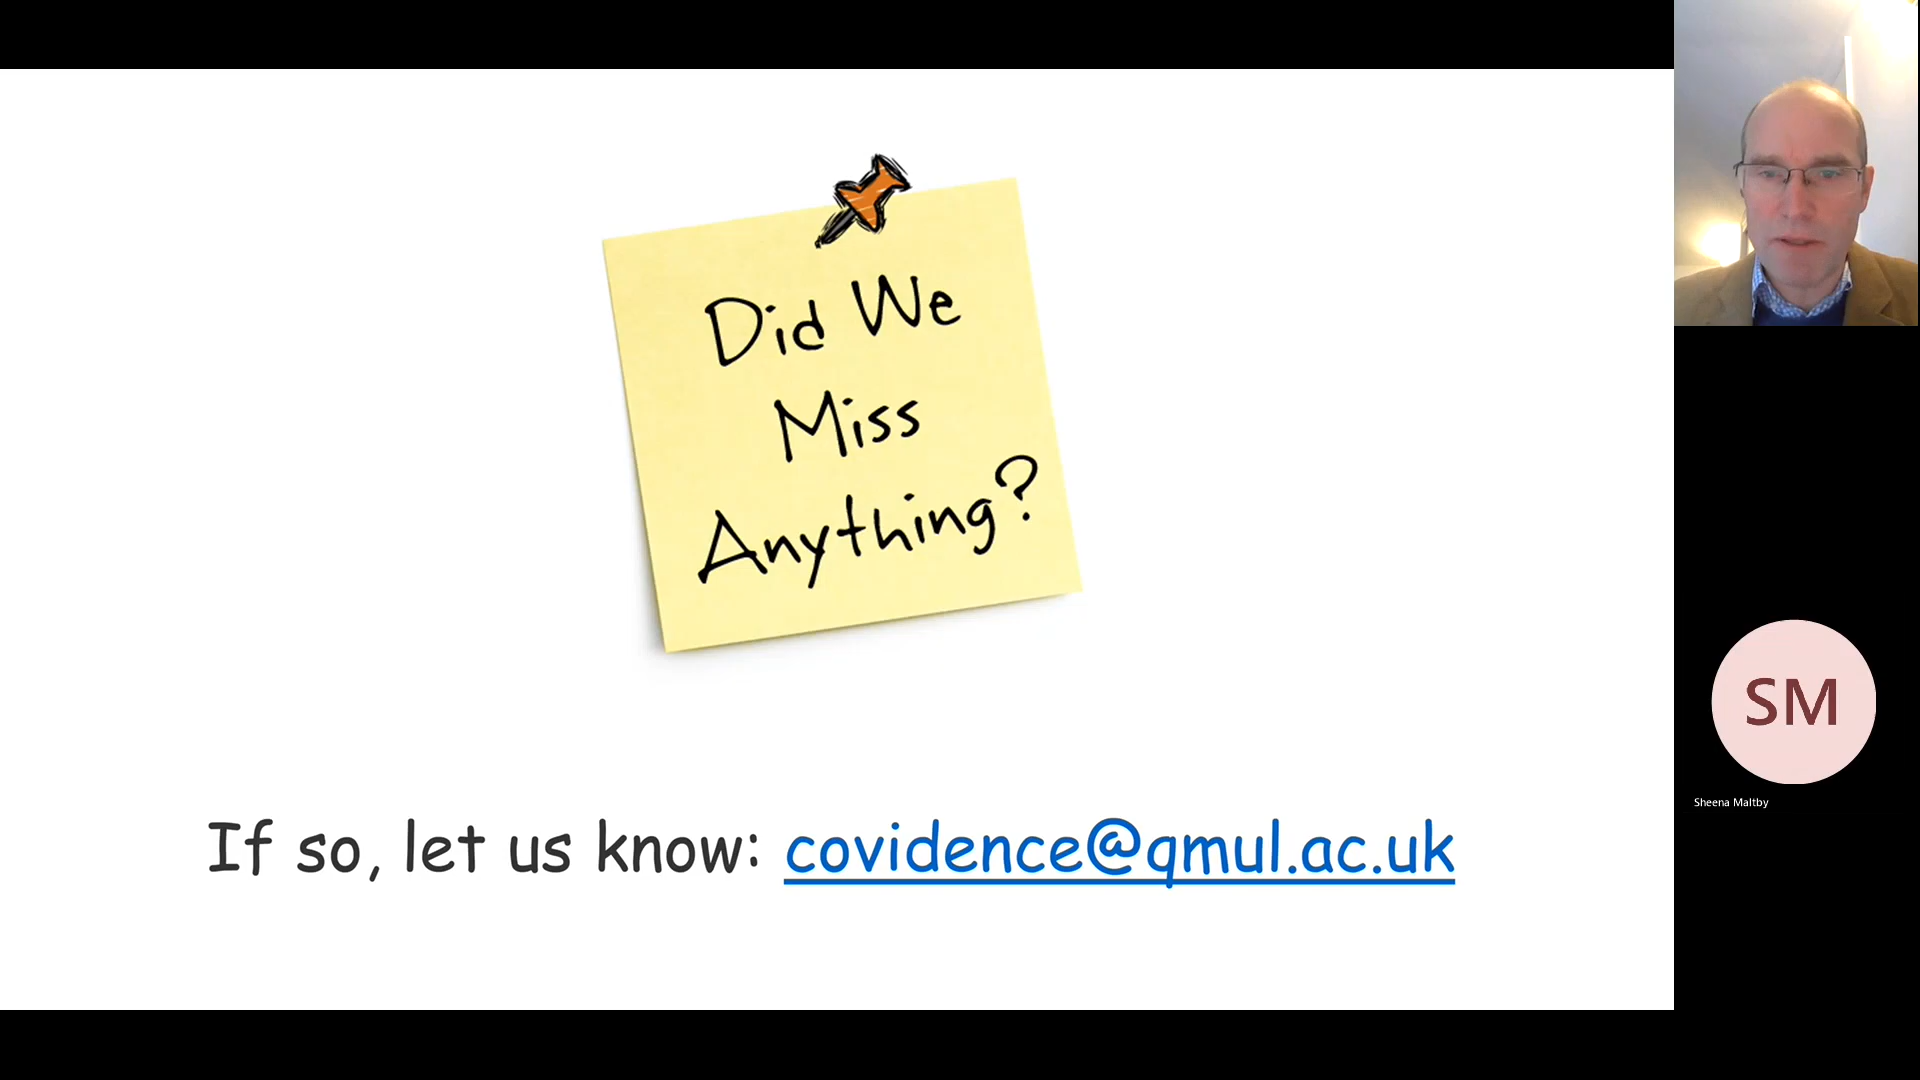 Did We
Miss
Anything?
If so, let us know: covidence@qmul.ac.uk
SM
Sheena Maltby